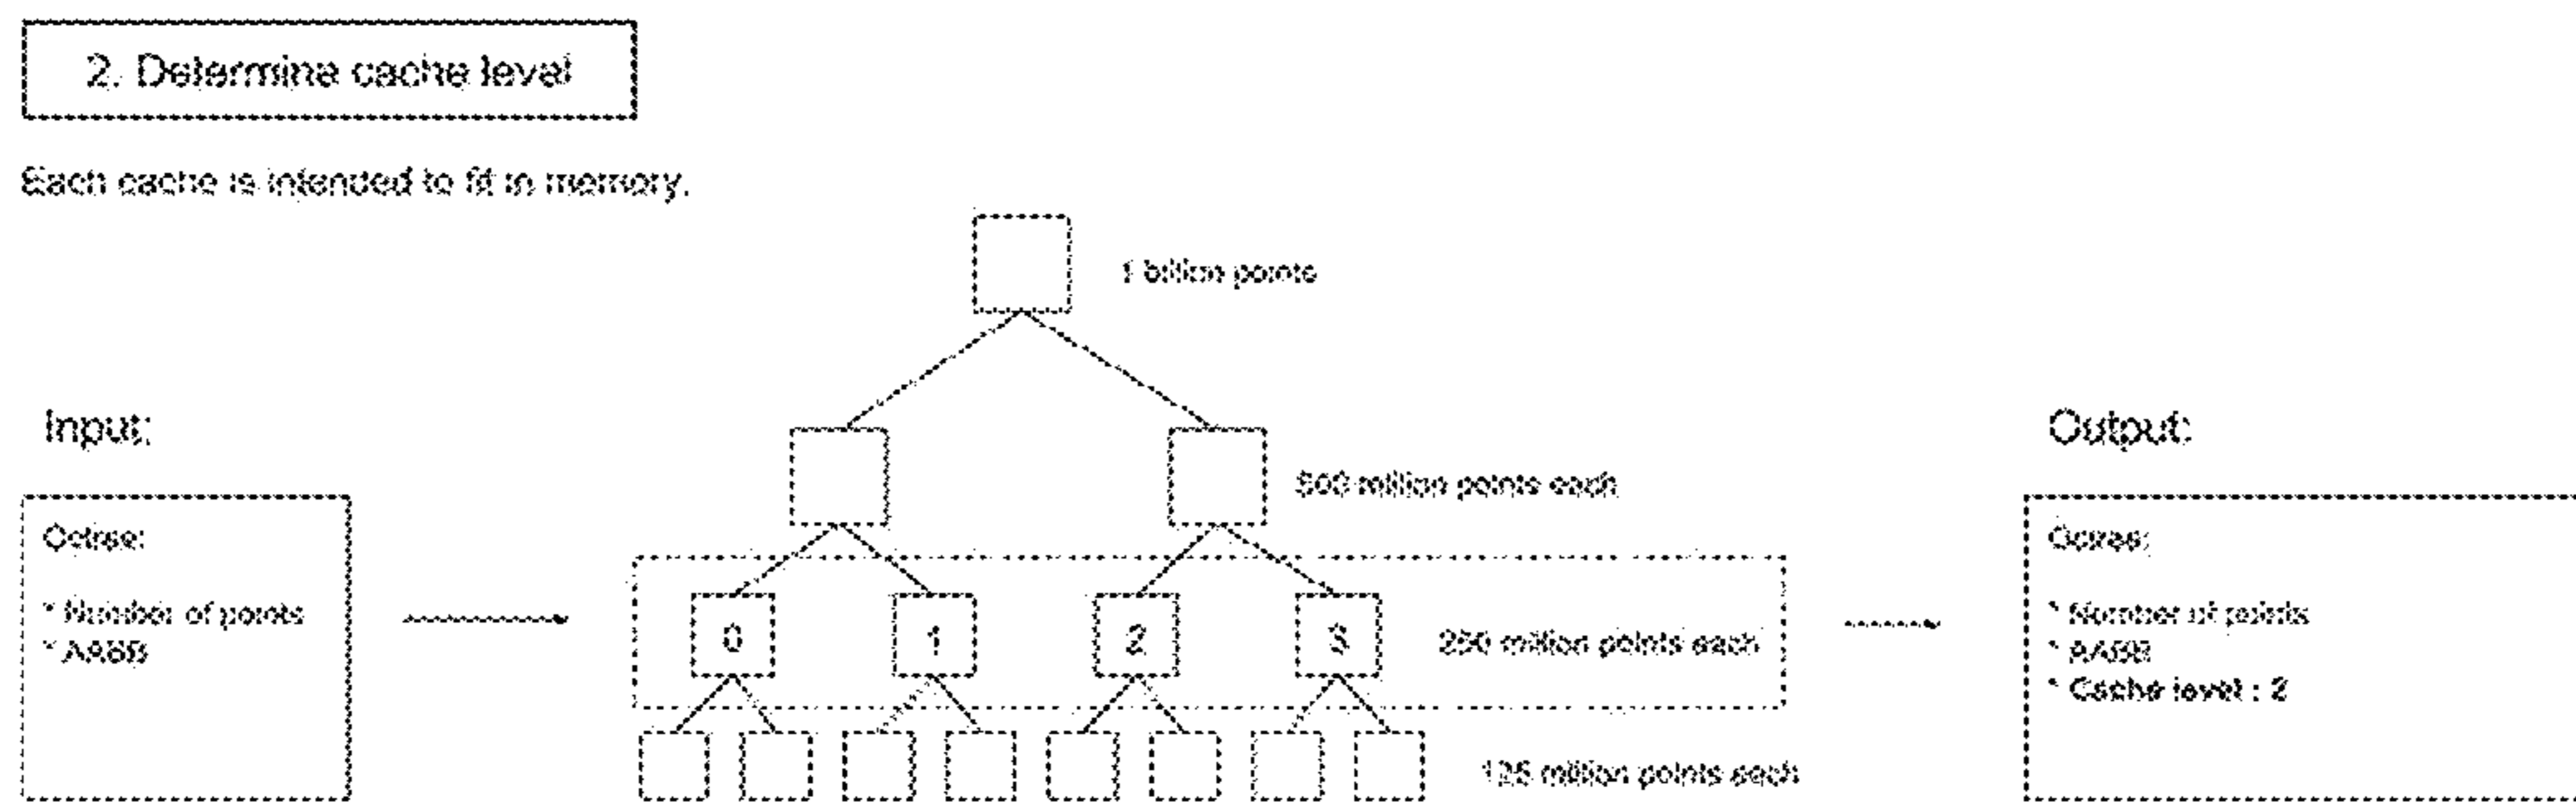 2. Determine cache level
Each cache is intended to fit in memory.
1 billion points
Input:
Output:
500 million points each
Octree:
* Number of points
* AABB
0
1
2
3
250 million points each
Octree:
* Number of points
* AABB
* Cache level : 2
125 million points each